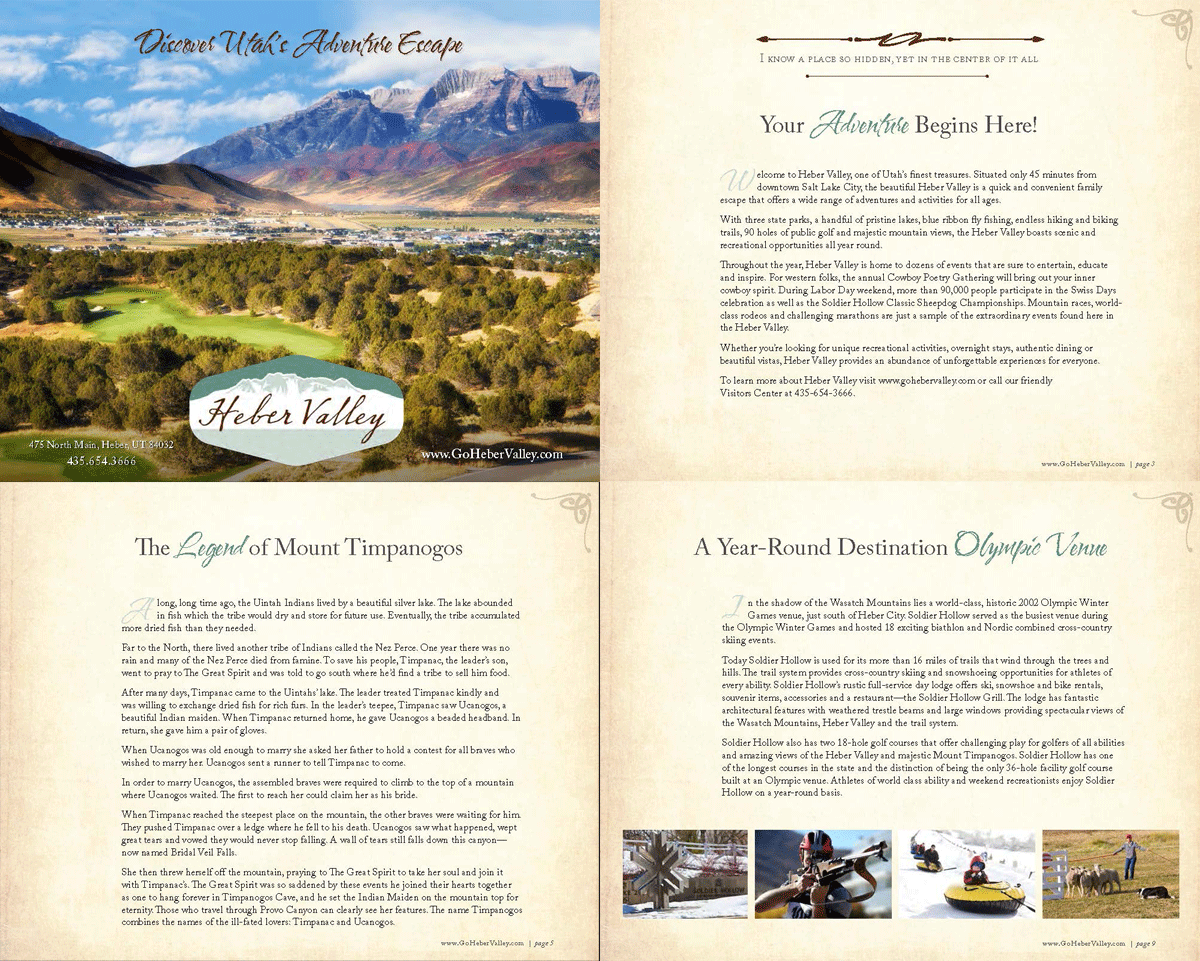 Discover Utah's Adventure Escape
Heber Valley
475 North Main, Heber, UT 84032
435.654.3666
www.GoHeberValley.com
I know a place so hidden, yet in the center of it all
Your Adventure Begins Here!
Welcome to Heber Valley, one of Utah's finest treasures. Situated only 45 minutes from
downtown Salt Lake City, the beautiful Heber Valley is a quick and convenient family
escape that offers a wide range of adventures and activities for all ages.
With three state parks, a handful of pristine lakes, blue ribbon fly fishing, endless hiking and biking
trails, 90 holes of public golf and majestic mountain views, the Heber Valley boasts scenic and
recreational opportunities all year round.
Throughout the year, Heber Valley is home to dozens of events that are sure to entertain, educate
and inspire. For western folks, the annual Cowboy Poetry Gathering will bring out your inner
cowboy spirit. During Labor Day weekend, more than 90,000 people participate in the Swiss Days
celebration as well as the Soldier Hollow Classic Sheepdog Championships. Mountain races, world-
class rodeos and challenging marathons are just a sample of the extraordinary events found here in
the Heber Valley.
Whether you're looking for unique recreational activities, overnight stays, authentic dining or
beautiful vistas, Heber Valley provides an abundance of unforgettable experiences for everyone.
To learn more about Heber Valley visit www.gohebervalley.com or call our friendly
Visitors Center at 435-654-3666.
www.GoHeberValley.com | page 3
The Legend of Mount Timpanogos
A long, long time ago, the Uintah Indians lived by a beautiful silver lake. The lake abounded
in fish which the tribe would dry and store for future use. Eventually, the tribe accumulated
more dried fish than they needed.
Far to the North, there lived another tribe of Indians called the Nez Perce. One year there was no
rain and many of the Nez Perce died from famine. To save his people, Timpanac, the leader's son,
went to pray to The Great Spirit and was told to go south where he'd find a tribe to sell him food.
After many days, Timpanac came to the Uintahs' lake. The leader treated Timpanac kindly and
was willing to exchange dried fish for rich furs. In the leader's teepee, Timpanac saw Ucanogos, a
beautiful Indian maiden. When Timpanac returned home, he gave Ucanogos a beaded headband. In
return, she gave him a pair of gloves.
When Ucanogos was old enough to marry she asked her father to hold a contest for all braves who
wished to marry her. Ucanogos sent a runner to tell Timpanac to come.
In order to marry Ucanogos, the assembled braves were required to climb to the top of a mountain
where Ucanogos waited. The first to reach her could claim her as his bride.
When Timpanac reached the steepest place on the mountain, the other braves were waiting for him.
They pushed Timpanac over a ledge where he fell to his death. Ucanogos saw what happened, wept
great tears and vowed they would never stop falling. A wall of tears still falls down this canyon—
now named Bridal Veil Falls.
She then threw herself off the mountain, praying to The Great Spirit to take her soul and join it
with Timpanac's. The Great Spirit was so saddened by these events he joined their hearts together
as one to hang forever in Timpanogos Cave, and he set the Indian Maiden on the mountain top for
eternity. Those who travel through Provo Canyon can clearly see her features. The name Timpanogos
combines the names of the ill-fated lovers: Timpanac and Ucanogos.
www.GoHeberValley.com | page 5
A Year-Round Destination Olympic Venue
In the shadow of the Wasatch Mountains lies a world-class, historic 2002 Olympic Winter
Games venue, just south of Heber City. Soldier Hollow served as the busiest venue during
the Olympic Winter Games and hosted 18 exciting biathlon and Nordic combined cross-country
skiing events.
Today Soldier Hollow is used for its more than 16 miles of trails that wind through the trees and
hills. The trail system provides cross-country skiing and snowshoeing opportunities for athletes of
every ability. Soldier Hollow's rustic full-service day lodge offers ski, snowshoe and bike rentals,
souvenir items, accessories and a restaurant—the Soldier Hollow Grill. The lodge has fantastic
architectural features with weathered trestle beams and large windows providing spectacular views of
the Wasatch Mountains, Heber Valley and the trail system.
Soldier Hollow also has two 18-hole golf courses that offer challenging play for golfers of all abilities
and amazing views of the Heber Valley and majestic Mount Timpanogos. Soldier Hollow has one
of the longest courses in the state and the distinction of being the only 36-hole facility golf course
built at an Olympic venue. Athletes of world class ability and weekend recreationists enjoy Soldier
Hollow on a year-round basis.
SOLDIER HOLLOW
www.GoHeberValley.com | page 9